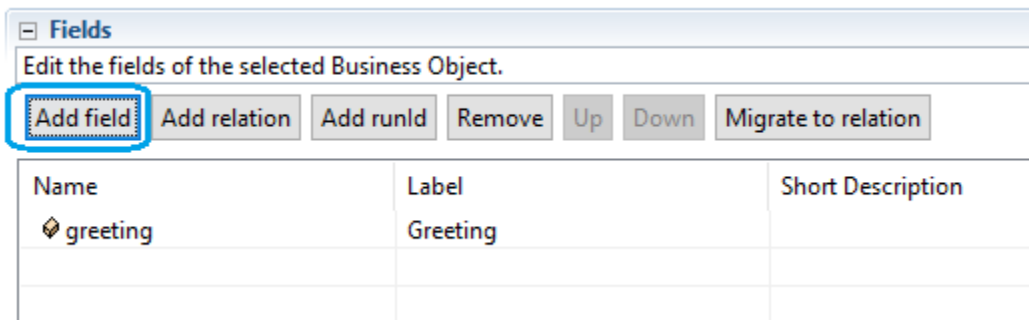 Fields
Edit the fields of the selected Business Object.
Add field Add relation Add runId Remove Up Down Migrate to relation
Name Label Short Description
greeting Greeting